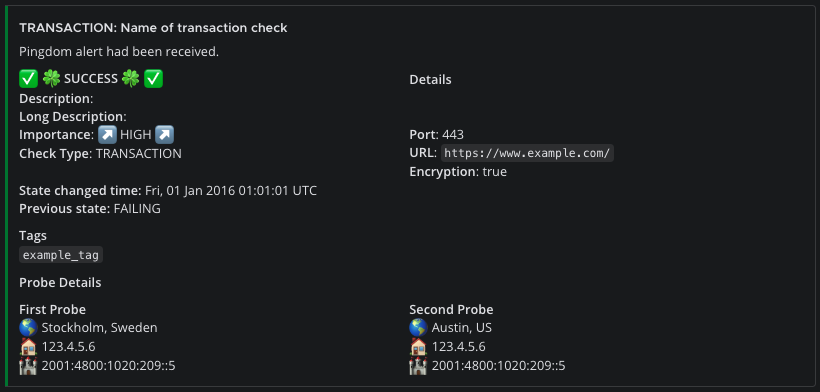 TRANSACTION: Name of transaction check
Pingdom alert had been received.
✅ 🍀 SUCCESS 🍀 ✅
Description:
Long Description:
Importance: ↗️ HIGH ↗️
Check Type: TRANSACTION
State changed time: Fri, 01 Jan 2016 01:01:01 UTC
Previous state: FAILING
Details
Port: 443
URL: https://www.example.com/
Encryption: true
Tags
example_tag
Probe Details
First Probe
🌎 Stockholm, Sweden
🏠 123.4.5.6
🏰 2001:4800:1020:209::5
Second Probe
🌎 Austin, US
🏠 123.4.5.6
🏰 2001:4800:1020:209::5